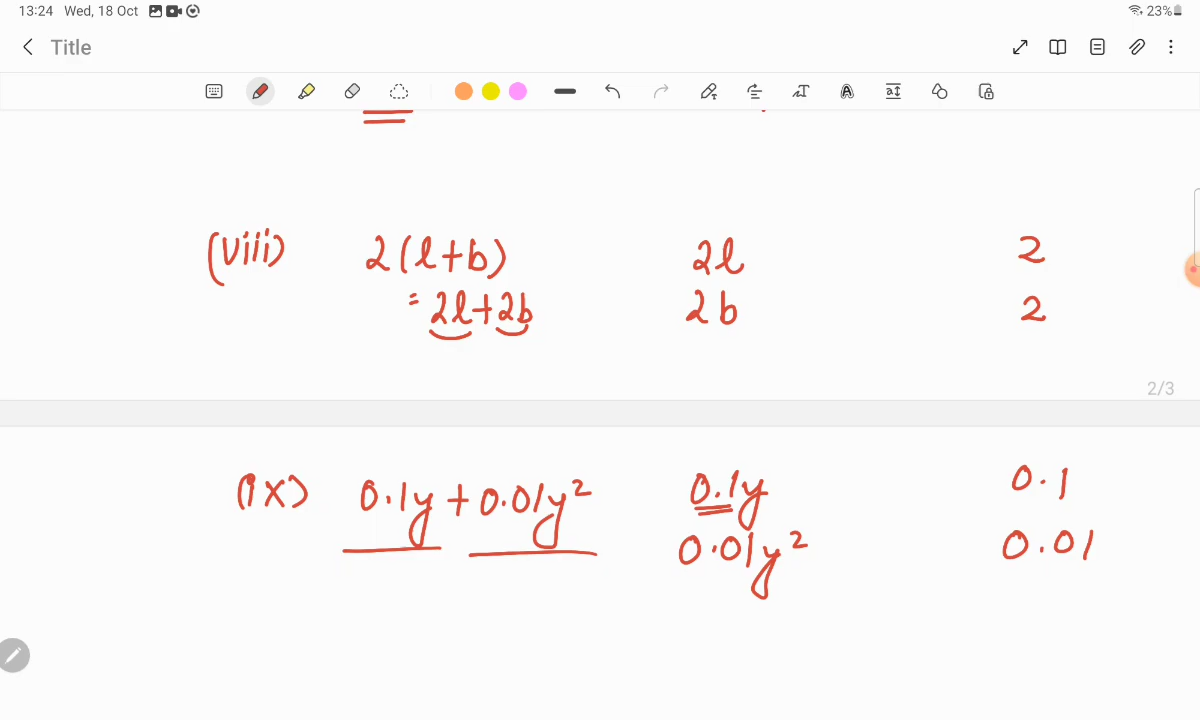 13:24 Wed, 18 Oct 23%
Title
(viii) 2(l+b) 2l 2
= 2l+2b 2b 2
2/3
(ix) 0.1y + 0.01y² 0.1y 0.1
0.01y² 0.01